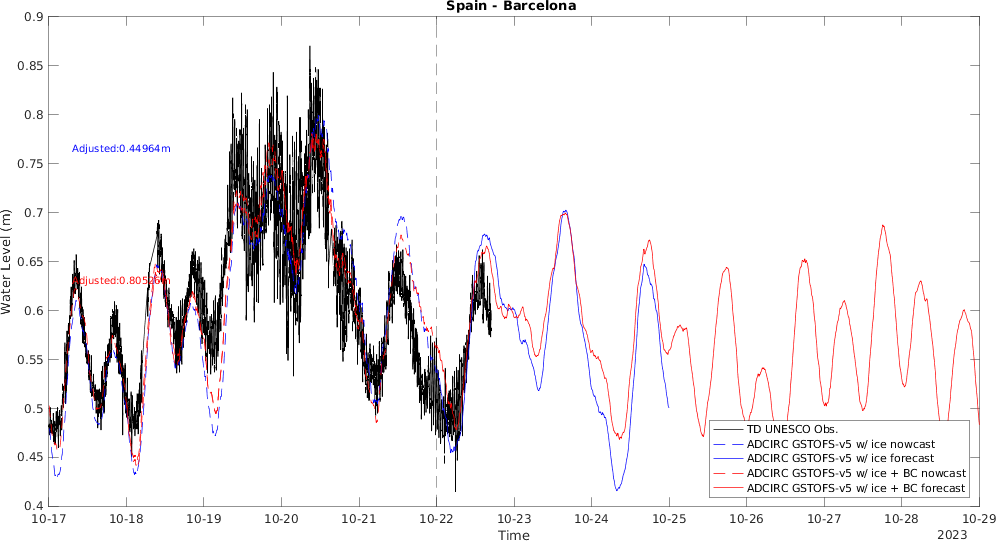 Spain - Barcelona
0.9
0.85
0.8
0.75
0.7
0.65
0.6
0.55
0.5
0.45
0.4
Water Level (m)
Adjusted:0.44964m
Adjusted:0.80526m
TD UNESCO Obs.
ADCIRC GSTOFS-v5 w/ ice nowcast
ADCIRC GSTOFS-v5 w/ ice forecast
ADCIRC GSTOFS-v5 w/ ice + BC nowcast
ADCIRC GSTOFS-v5 w/ ice + BC forecast
10-17 10-18 10-19 10-20 10-21 10-22 10-23 10-24 10-25 10-26 10-27 10-28 10-29
Time
2023